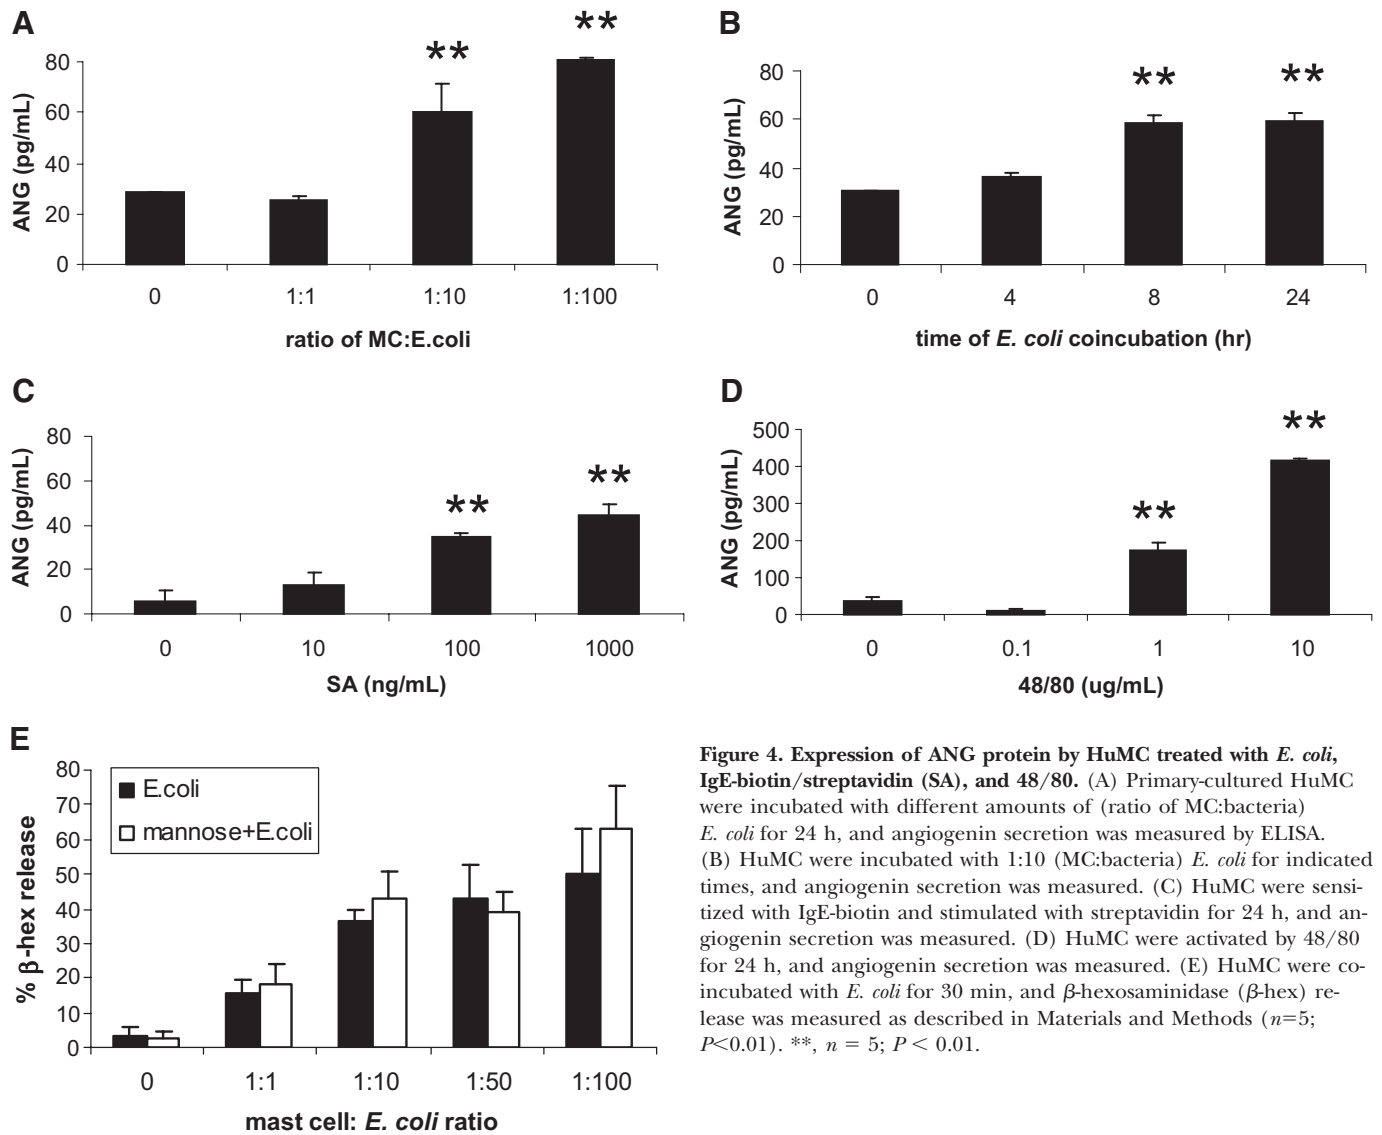 A
**
**
80
60
40
20
0
ANG (pg/mL)
0 1:1 1:10 1:100
ratio of MC:E.coli
B
**
**
80
60
40
20
0
ANG (pg/mL)
0 4 8 24
time of E. coli coincubation (hr)
C
**
**
80
60
40
20
0
ANG (pg/mL)
0 10 100 1000
SA (ng/mL)
D
**
**
500
400
300
200
100
0
ANG (pg/mL)
0 0.1 1 10
48/80 (ug/mL)
E
E.coli
mannose+E.coli
80
70
60
50
40
30
20
10
0
% β-hex release
0 1:1 1:10 1:50 1:100
mast cell: E. coli ratio
Figure 4. Expression of ANG protein by HuMC treated with E. coli,
IgE-biotin/streptavidin (SA), and 48/80. (A) Primary-cultured HuMC
were incubated with different amounts of (ratio of MC:bacteria)
E. coli for 24 h, and angiogenin secretion was measured by ELISA.
(B) HuMC were incubated with 1:10 (MC:bacteria) E. coli for indicated
times, and angiogenin secretion was measured. (C) HuMC were sensi-
tized with IgE-biotin and stimulated with streptavidin for 24 h, and an-
giogenin secretion was measured. (D) HuMC were activated by 48/80
for 24 h, and angiogenin secretion was measured. (E) HuMC were co-
incubated with E. coli for 30 min, and β-hexosaminidase (β-hex) re-
lease was measured as described in Materials and Methods (n=5;
P<0.01). **, n = 5; P < 0.01.